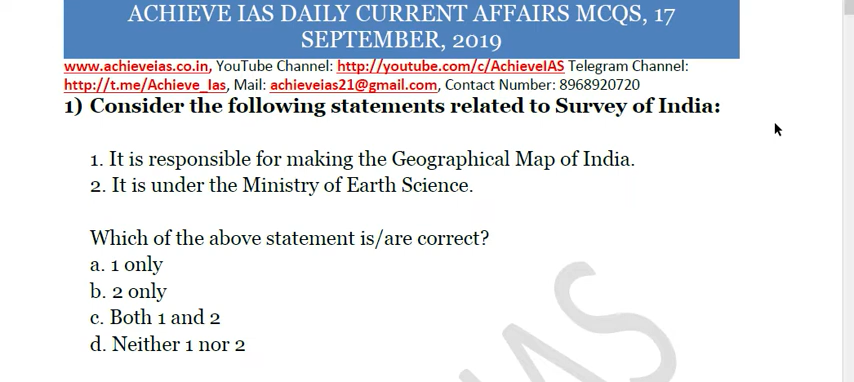 ACHIEVE IAS DAILY CURRENT AFFAIRS MCQS, 17
SEPTEMBER, 2019
www.achieveias.co.in, YouTube Channel: http://youtube.com/c/AchieveIAS Telegram Channel:
http://t.me/Achieve_Ias, Mail: achieveias21@gmail.com, Contact Number: 8968920720
1) Consider the following statements related to Survey of India:
1. It is responsible for making the Geographical Map of India.
2. It is under the Ministry of Earth Science.
Which of the above statement is/are correct?
a. 1 only
b. 2 only
c. Both 1 and 2
d. Neither 1 nor 2
IAS